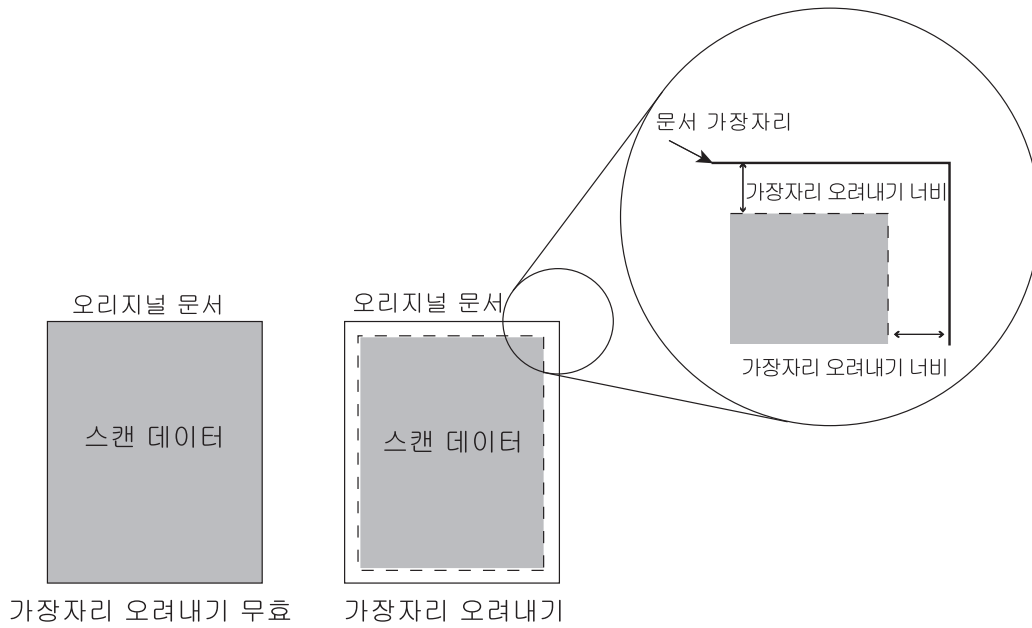 문서 가장자리
가장자리 오려내기 너비
가장자리 오려내기 너비
오리지널 문서
오리지널 문서
스캔 데이터
스캔 데이터
가장자리 오려내기 무효
가장자리 오려내기